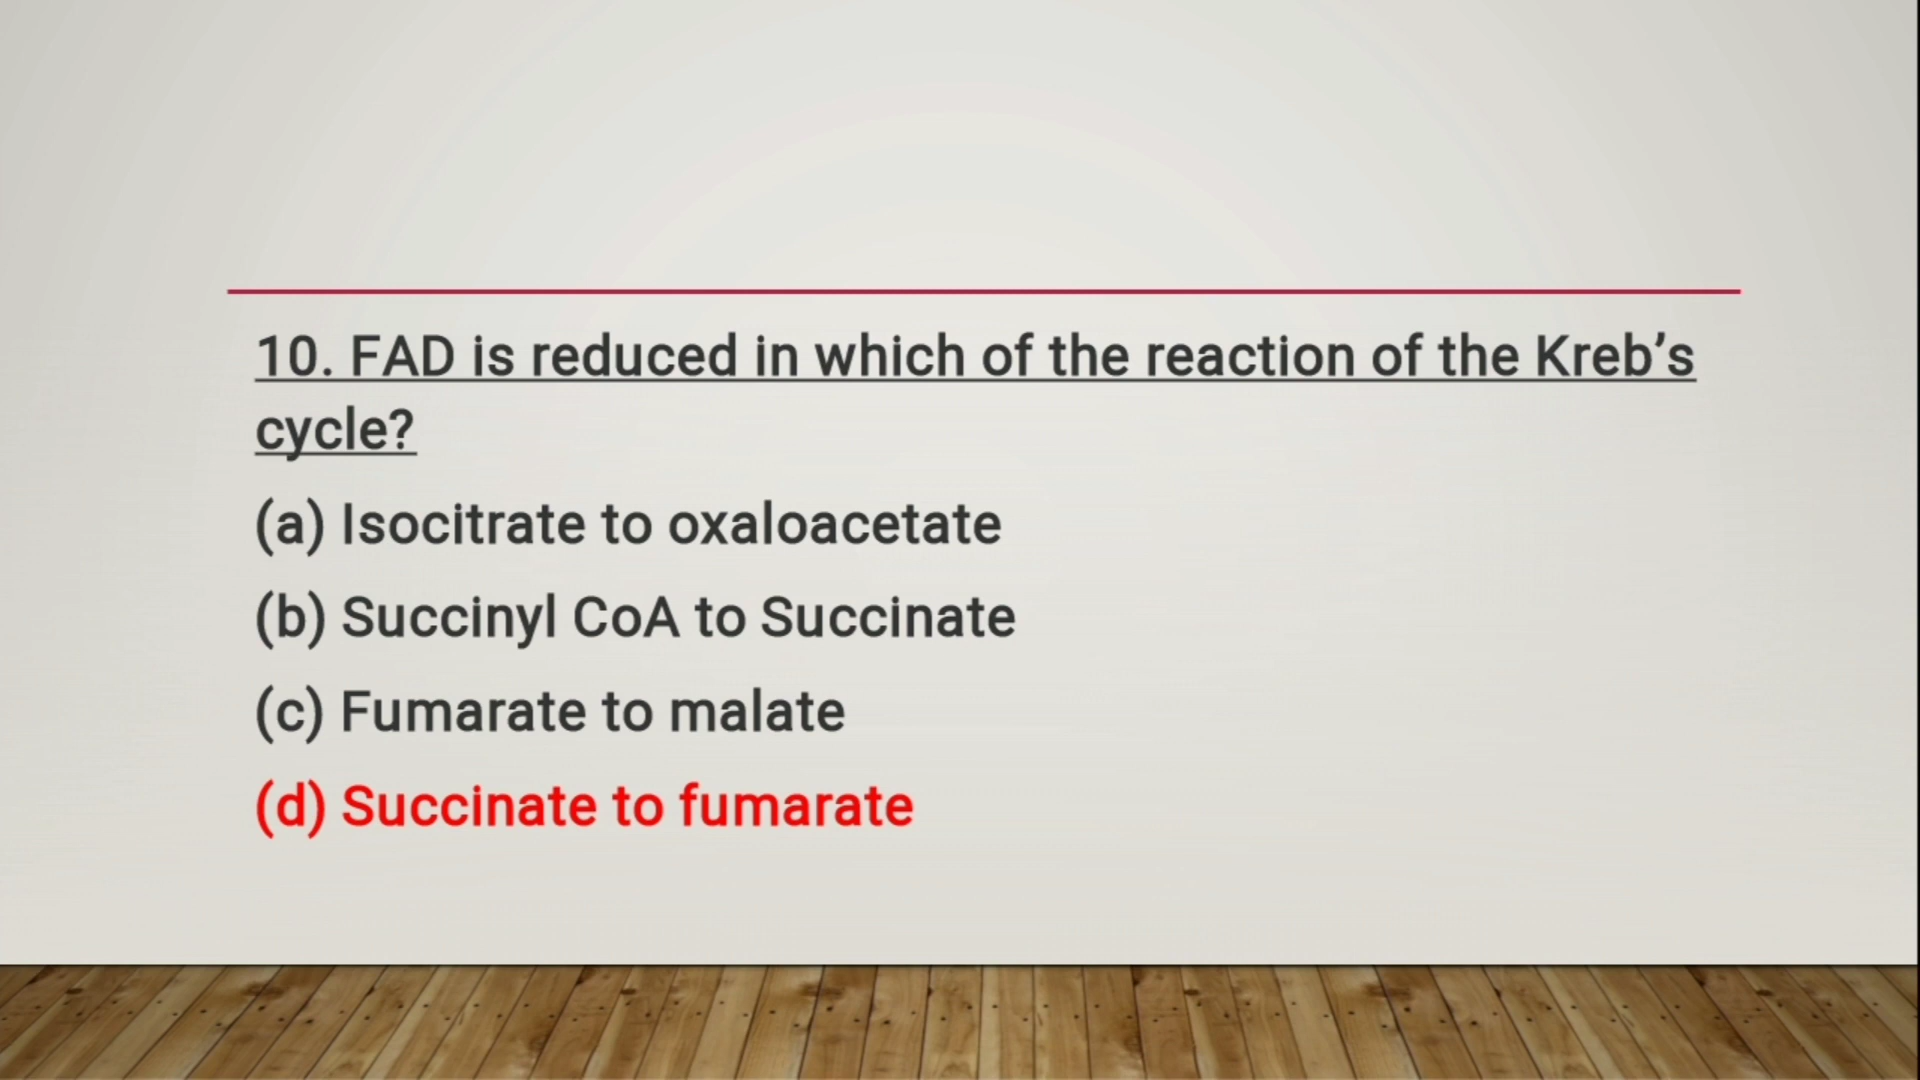 10. FAD is reduced in which of the reaction of the Kreb’s
cycle?
(a) Isocitrate to oxaloacetate
(b) Succinyl CoA to Succinate
(c) Fumarate to malate
(d) Succinate to fumarate